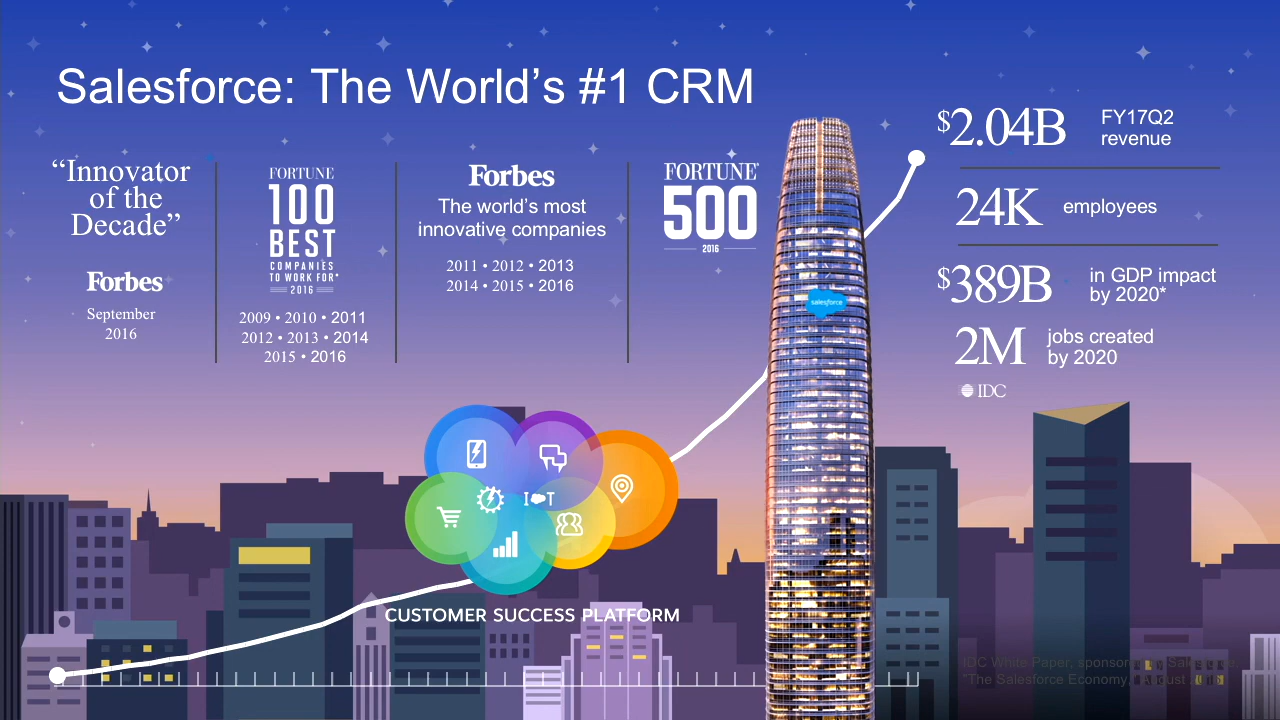 Salesforce: The World’s #1 CRM
“Innovator
of the
Decade”
Forbes
September
2016
FORTUNE
100
BEST
COMPANIES
TO WORK FOR®
2016
2009 • 2010 • 2011
2012 • 2013 • 2014
2015 • 2016
Forbes
The world’s most
innovative companies
2011 • 2012 • 2013
2014 • 2015 • 2016
FORTUNE®
500
2016
salesforce
$2.04B
FY17Q2
revenue
24K employees
$389B
in GDP impact
by 2020*
2M
jobs created
by 2020
IDC
I T
CUSTOMER SUCCESS PLATFORM
IDC White Paper,
"The Salesforce Economy, August